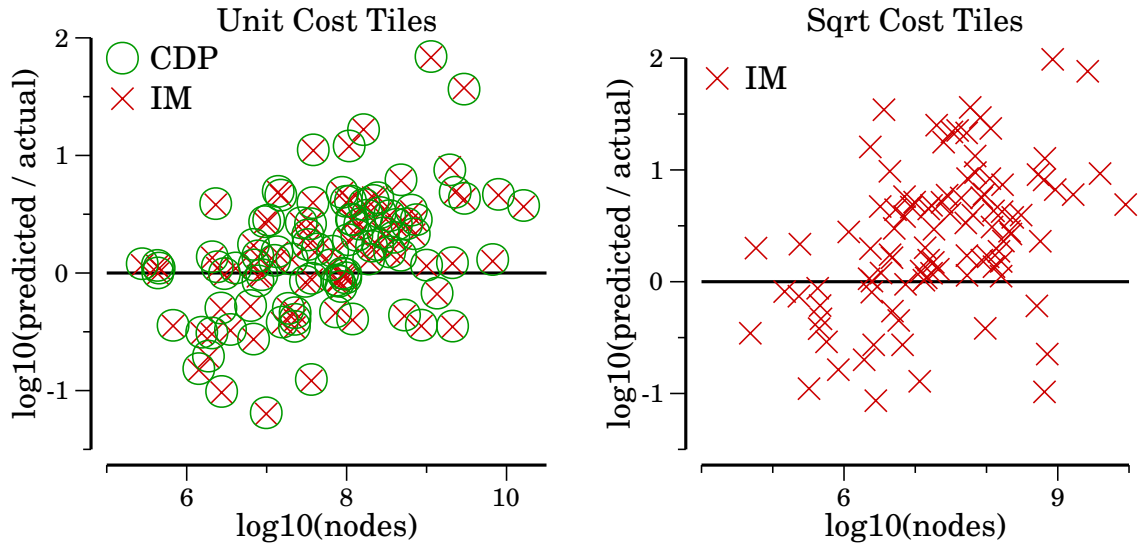 Unit Cost Tiles
log10(predicted / actual)
2
1
0
-1
CDP
IM
6
8
10
log10(nodes)
Sqrt Cost Tiles
log10(predicted / actual)
2
1
0
-1
IM
6
9
log10(nodes)